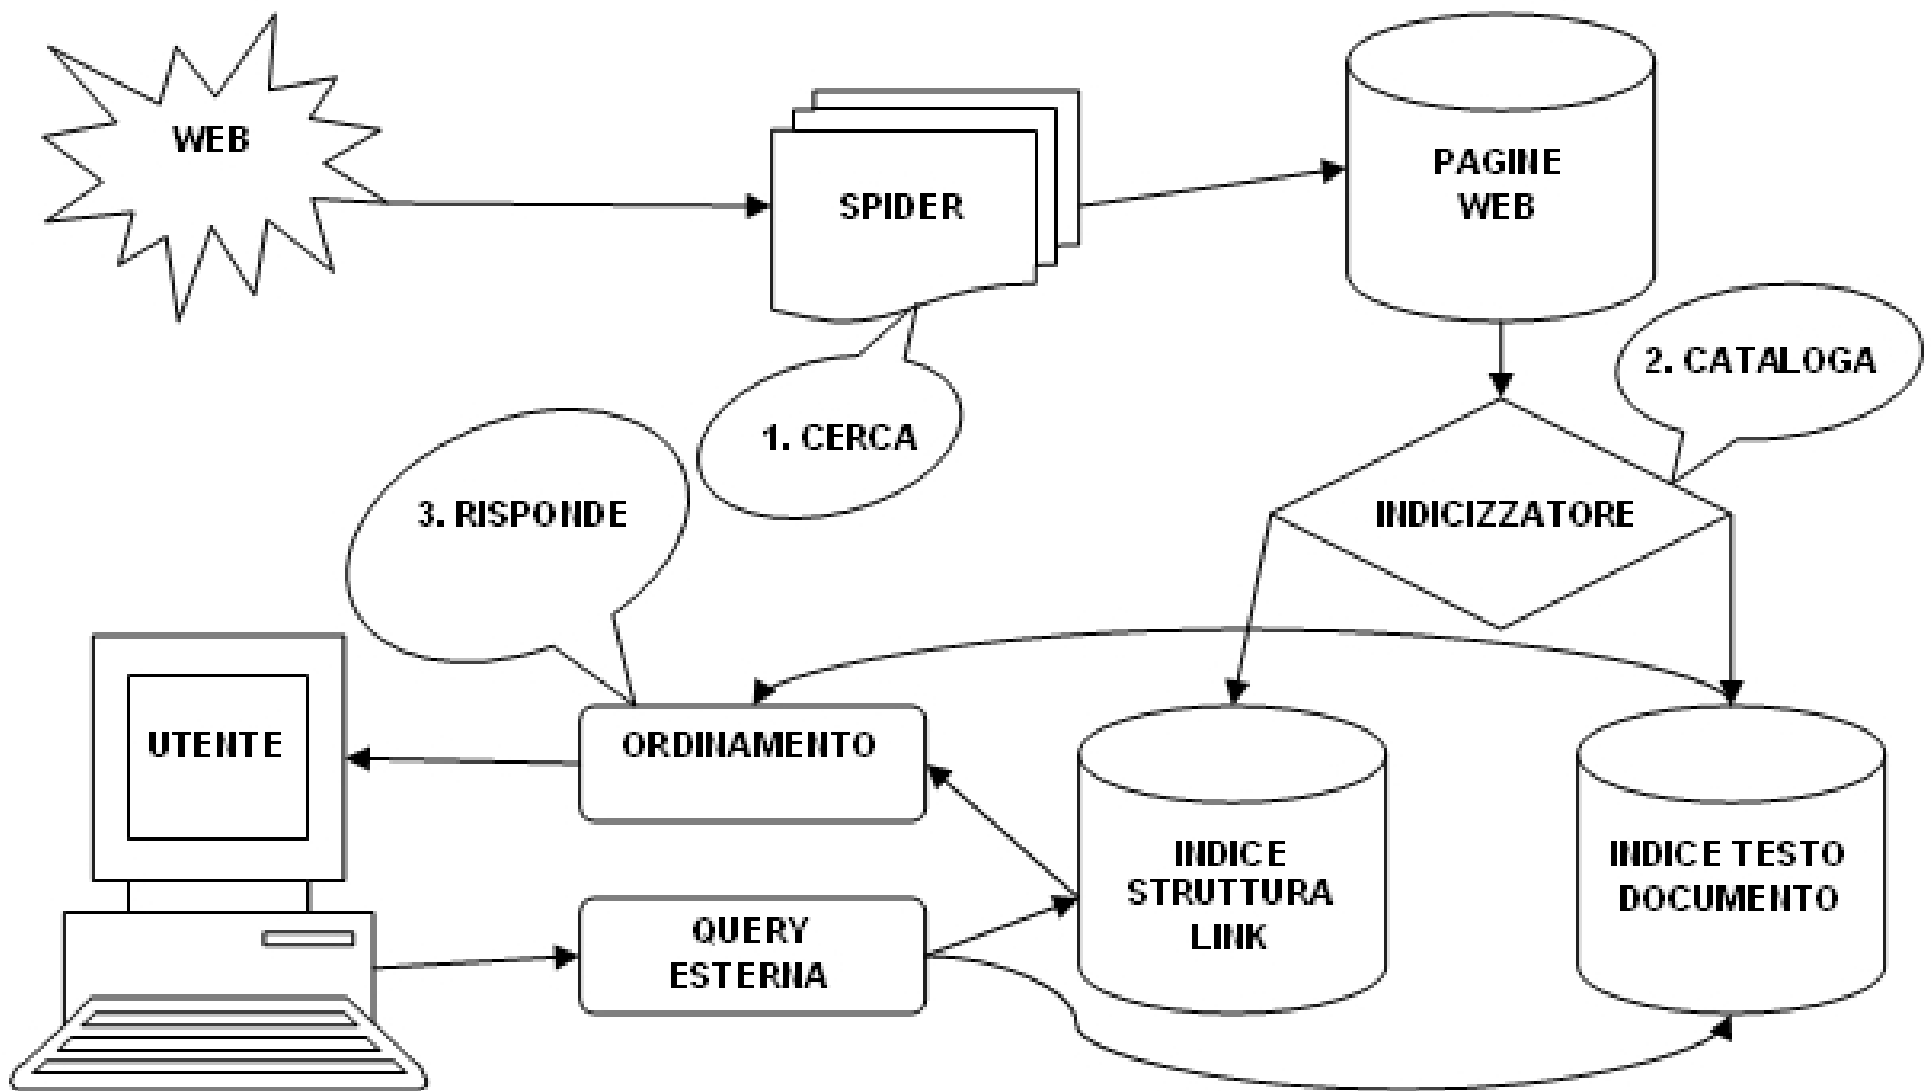 WEB
SPIDER
PAGINE
WEB
2. CATALOGA
1. CERCA
3. RISPONDE
INDICIZZATORE
UTENTE
ORDINAMENTO
INDICE
STRUTTURA
LINK
INDICE TESTO
DOCUMENTO
QUERY
ESTERNA